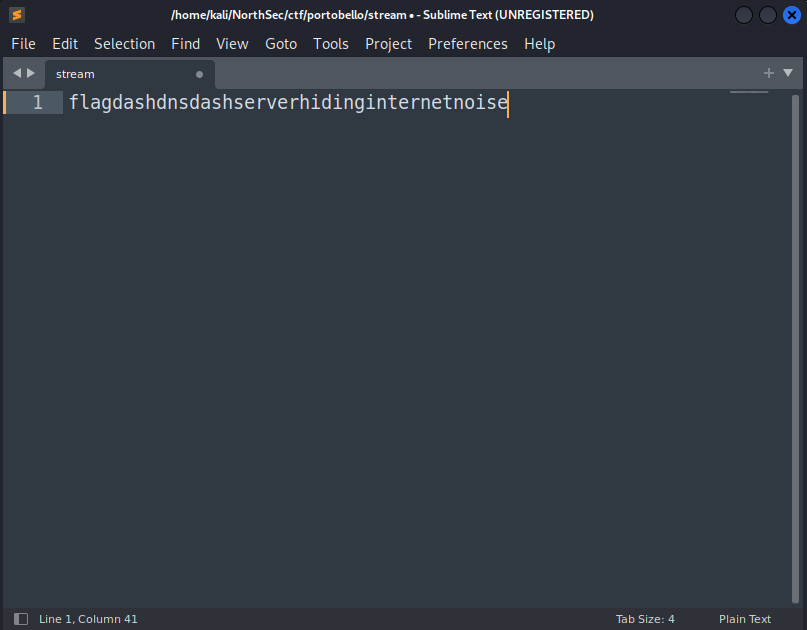 /home/kali/NorthSec/ctf/portobello/stream • - Sublime Text (UNREGISTERED)
File Edit Selection Find View Goto Tools Project Preferences Help
stream
1 flagdashdnsdashserverhidinginternetnoise
Line 1, Column 41 Tab Size: 4 Plain Text